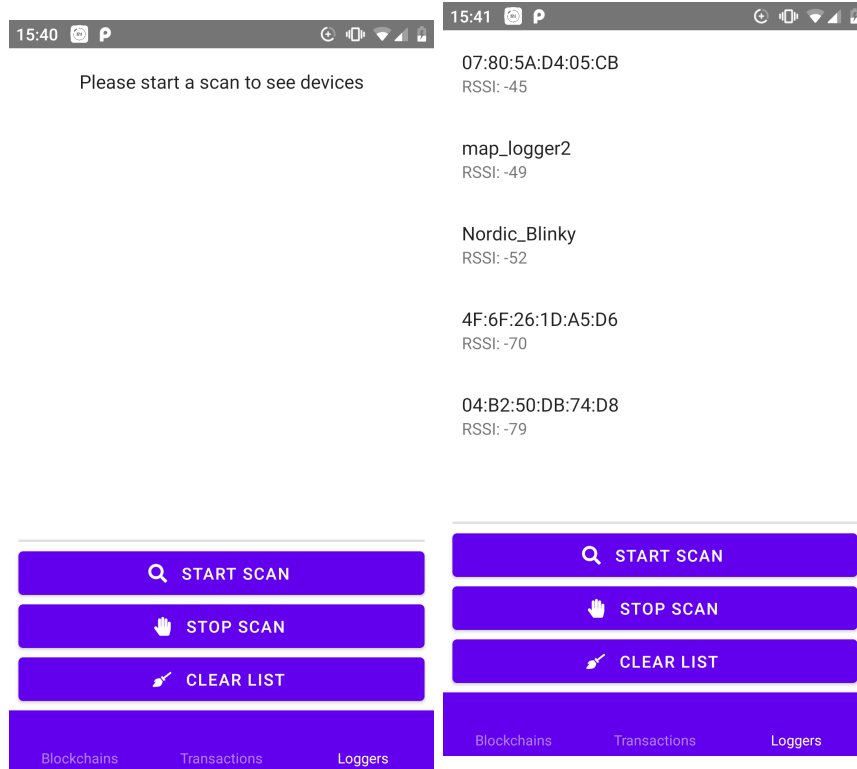 15:40
Please start a scan to see devices
START SCAN
STOP SCAN
CLEAR LIST
Blockchains Transactions Loggers
15:41
07:80:5A:D4:05:CB
RSSI: -45
map_logger2
RSSI: -49
Nordic_Blinky
RSSI: -52
4F:6F:26:1D:A5:D6
RSSI: -70
04:B2:50:DB:74:D8
RSSI: -79
START SCAN
STOP SCAN
CLEAR LIST
Blockchains Transactions Loggers